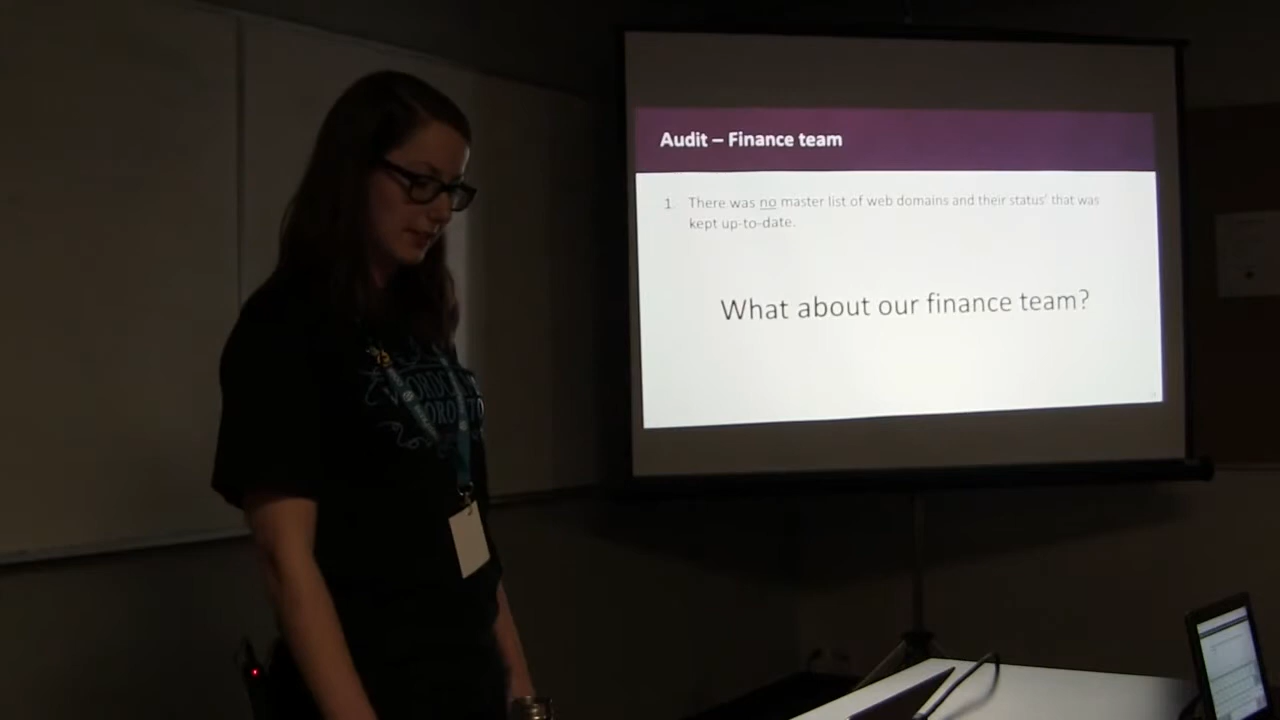 Audit – Finance team
1. There was no master list of web domains and their status' that was
kept up-to-date.
What about our finance team?